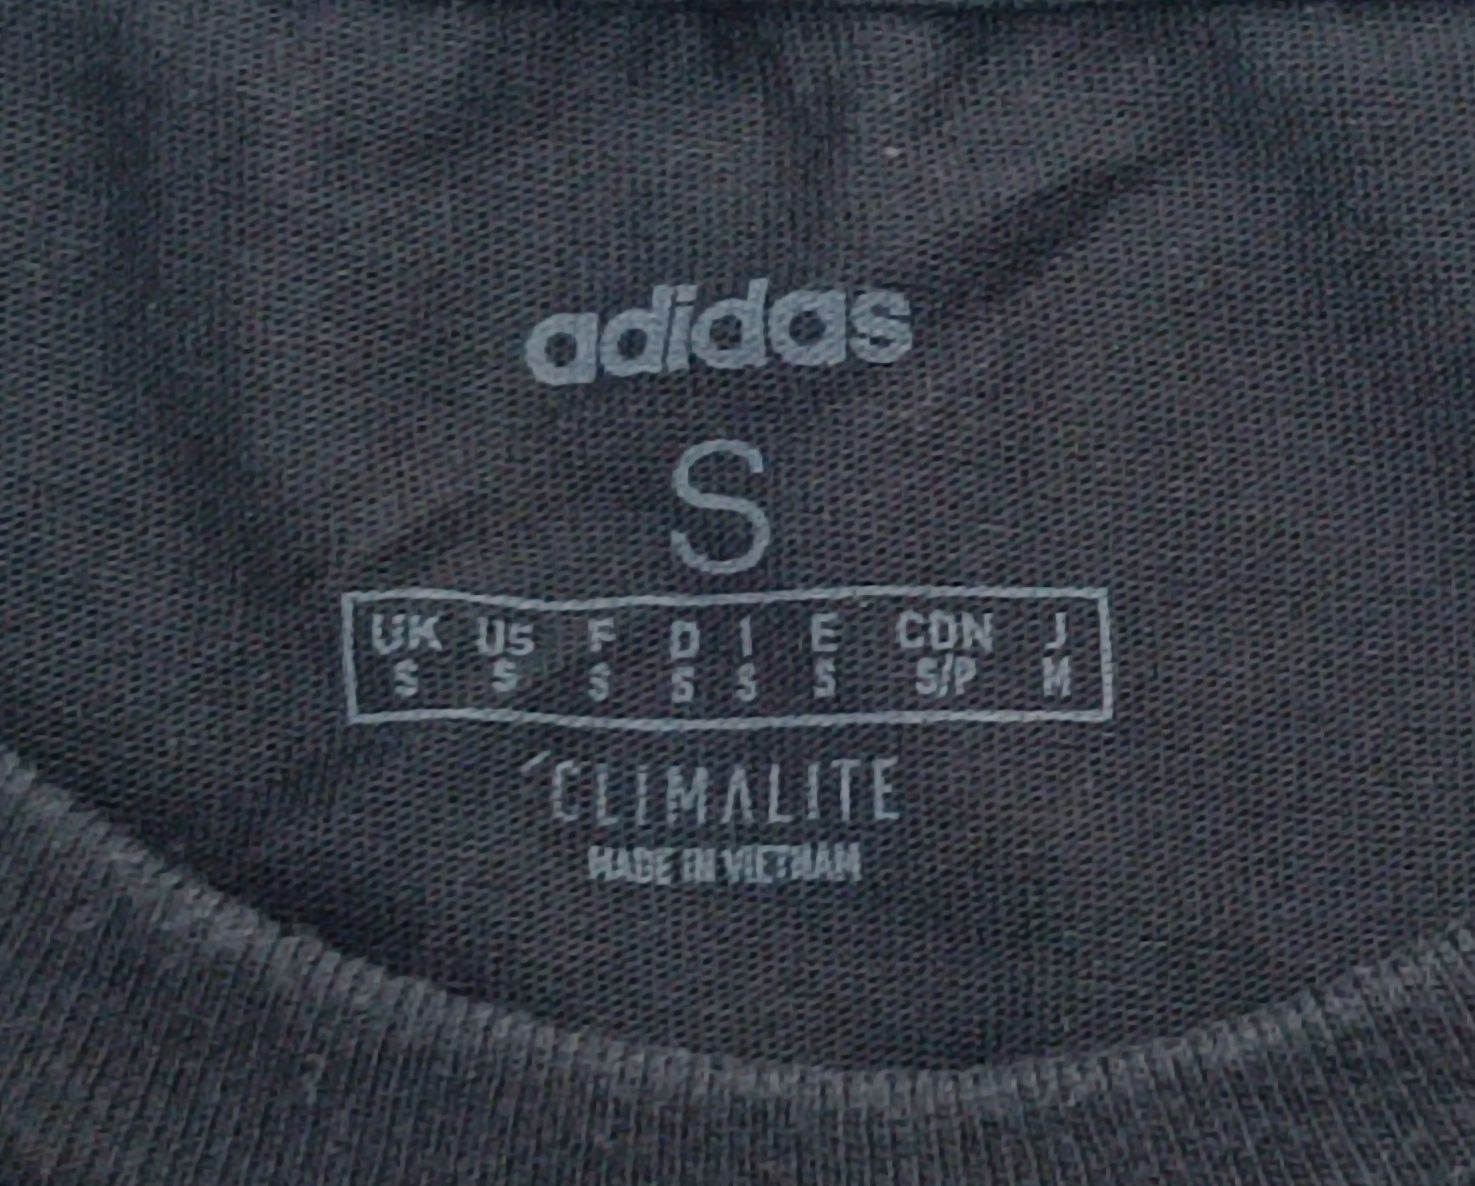 adidas
S
UK US F D I E CDN J
S S S S S S S/P M
CLIMALITE
MADE IN VIETNAM